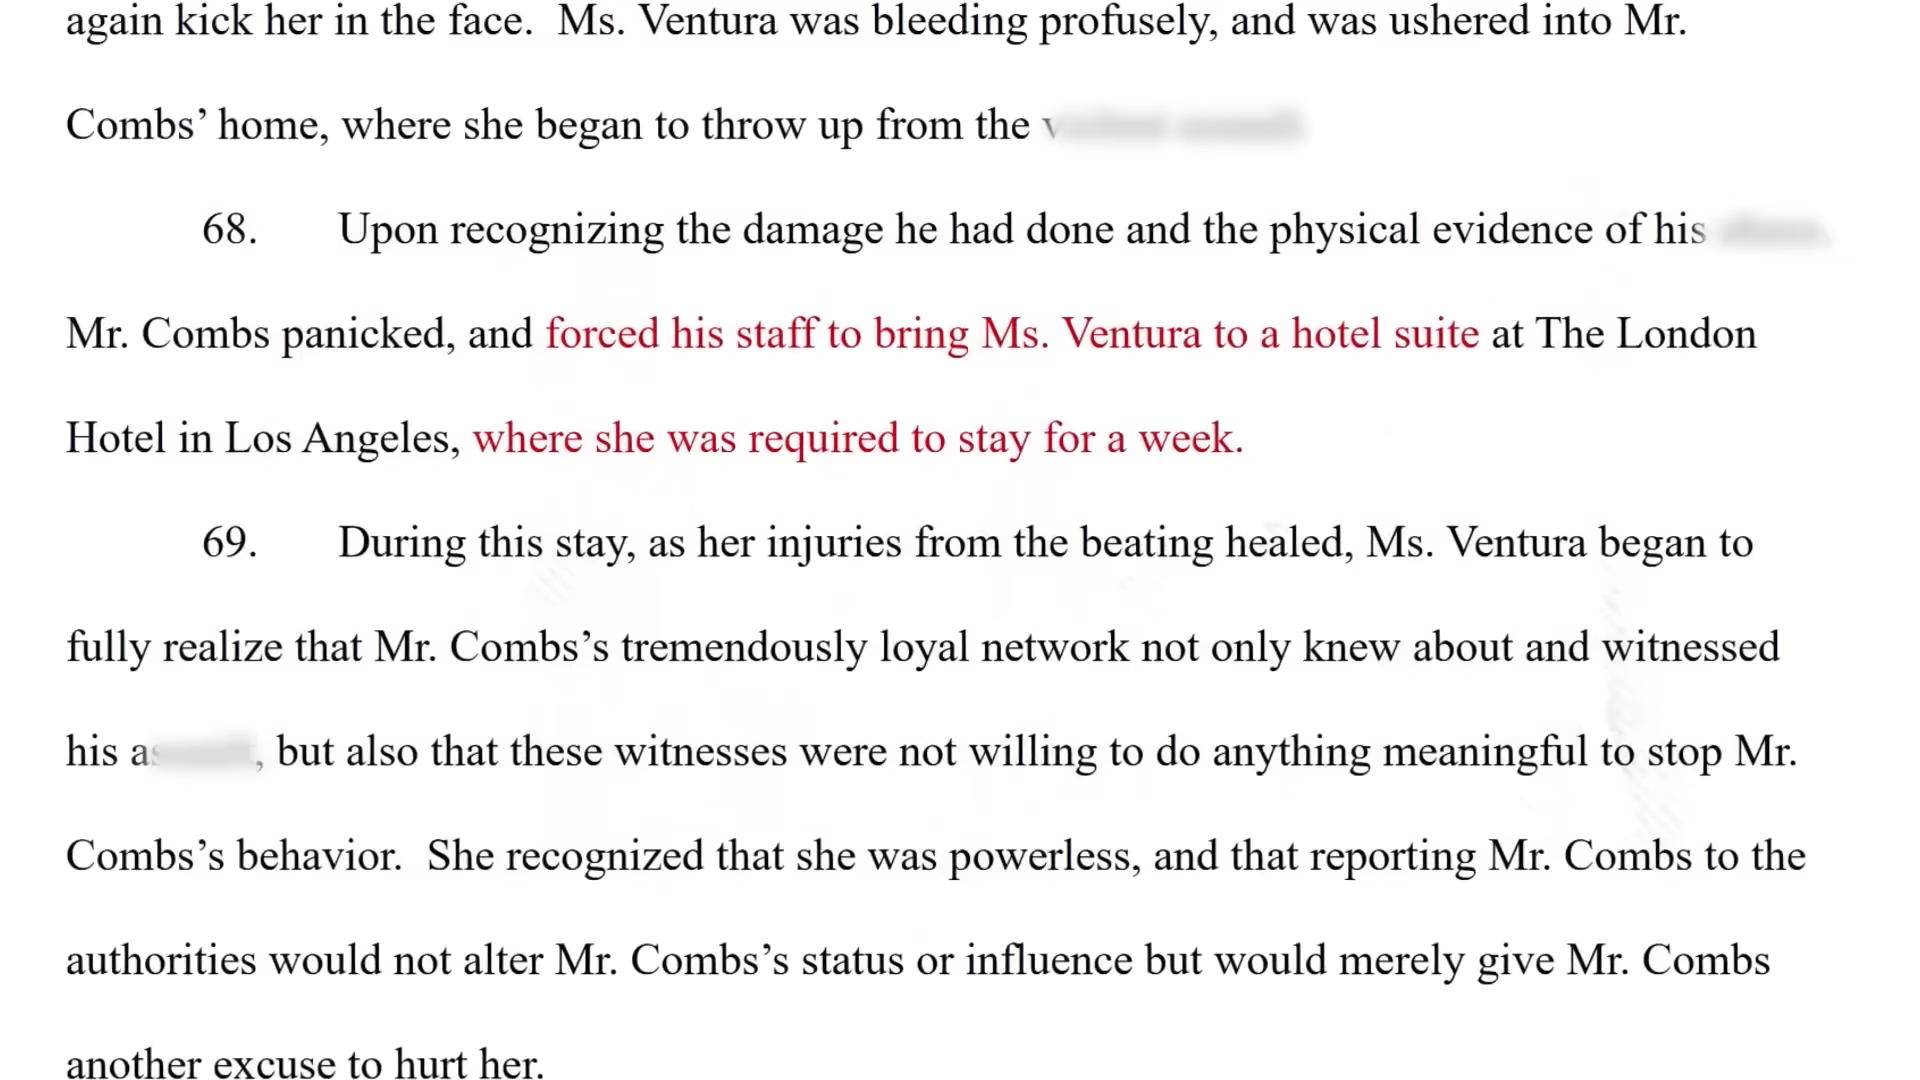 again kick her in the face.  Ms. Ventura was bleeding profusely, and was ushered into Mr.
Combs’ home, where she began to throw up from the
68. Upon recognizing the damage he had done and the physical evidence of his
Mr. Combs panicked, and forced his staff to bring Ms. Ventura to a hotel suite at The London
Hotel in Los Angeles, where she was required to stay for a week.
69. During this stay, as her injuries from the beating healed, Ms. Ventura began to
fully realize that Mr. Combs’s tremendously loyal network not only knew about and witnessed
his , but also that these witnesses were not willing to do anything meaningful to stop Mr.
Combs’s behavior.  She recognized that she was powerless, and that reporting Mr. Combs to the
authorities would not alter Mr. Combs’s status or influence but would merely give Mr. Combs
another excuse to hurt her.